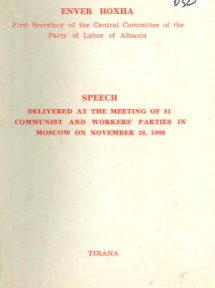 ENVER HOXHA
First Secretary of the Central Committee of the
Party of Labor of Albania
SPEECH
DELIVERED AT THE MEETING OF 81
COMMUNIST AND WORKERS' PARTIES IN
MOSCOW ON NOVEMBER 16, 1960
TIRANA